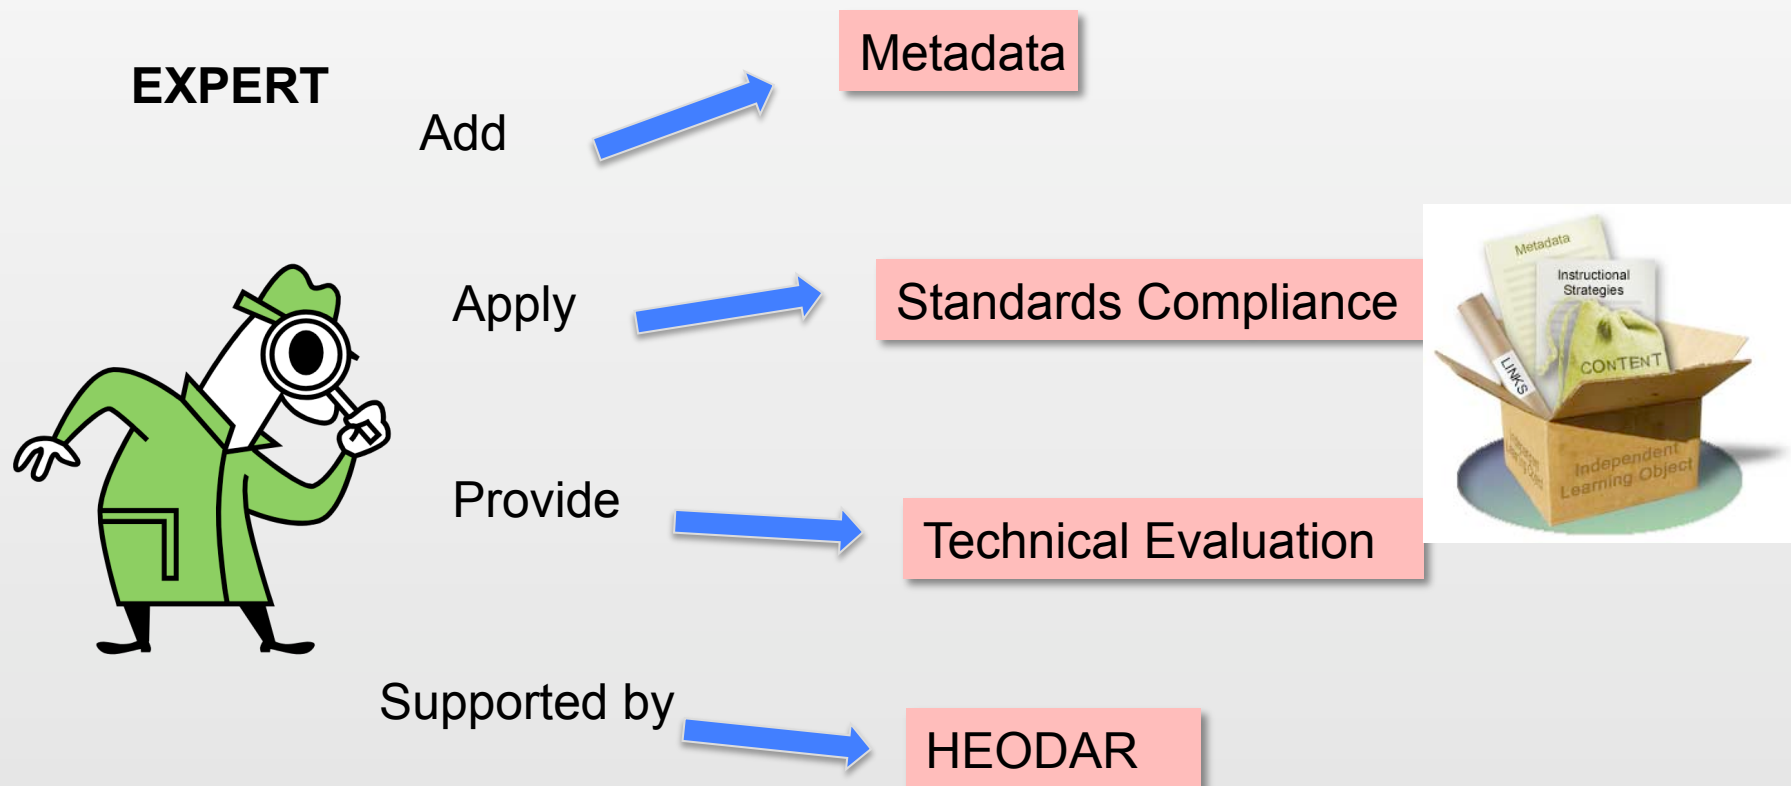 EXPERT
Add
Metadata
Apply
Standards Compliance
Provide
Technical Evaluation
Supported by
HEODAR
Metadata
Instructional
Strategies
LINKS
CONTENT
Independent
Learning Object